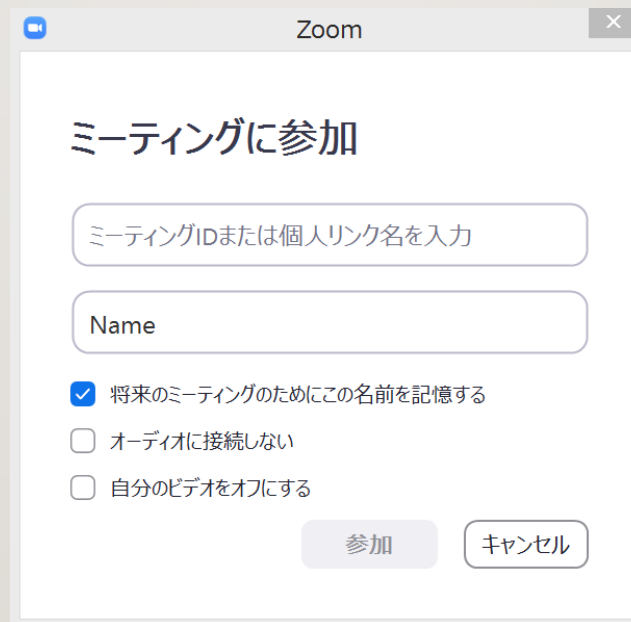 Zoom
ミーティングに参加
ミーティングIDまたは個人リンク名を入力
Name
将来のミーティングのためにこの名前を記憶する
オーディオに接続しない
自分のビデオをオフにする
参加 キャンセル